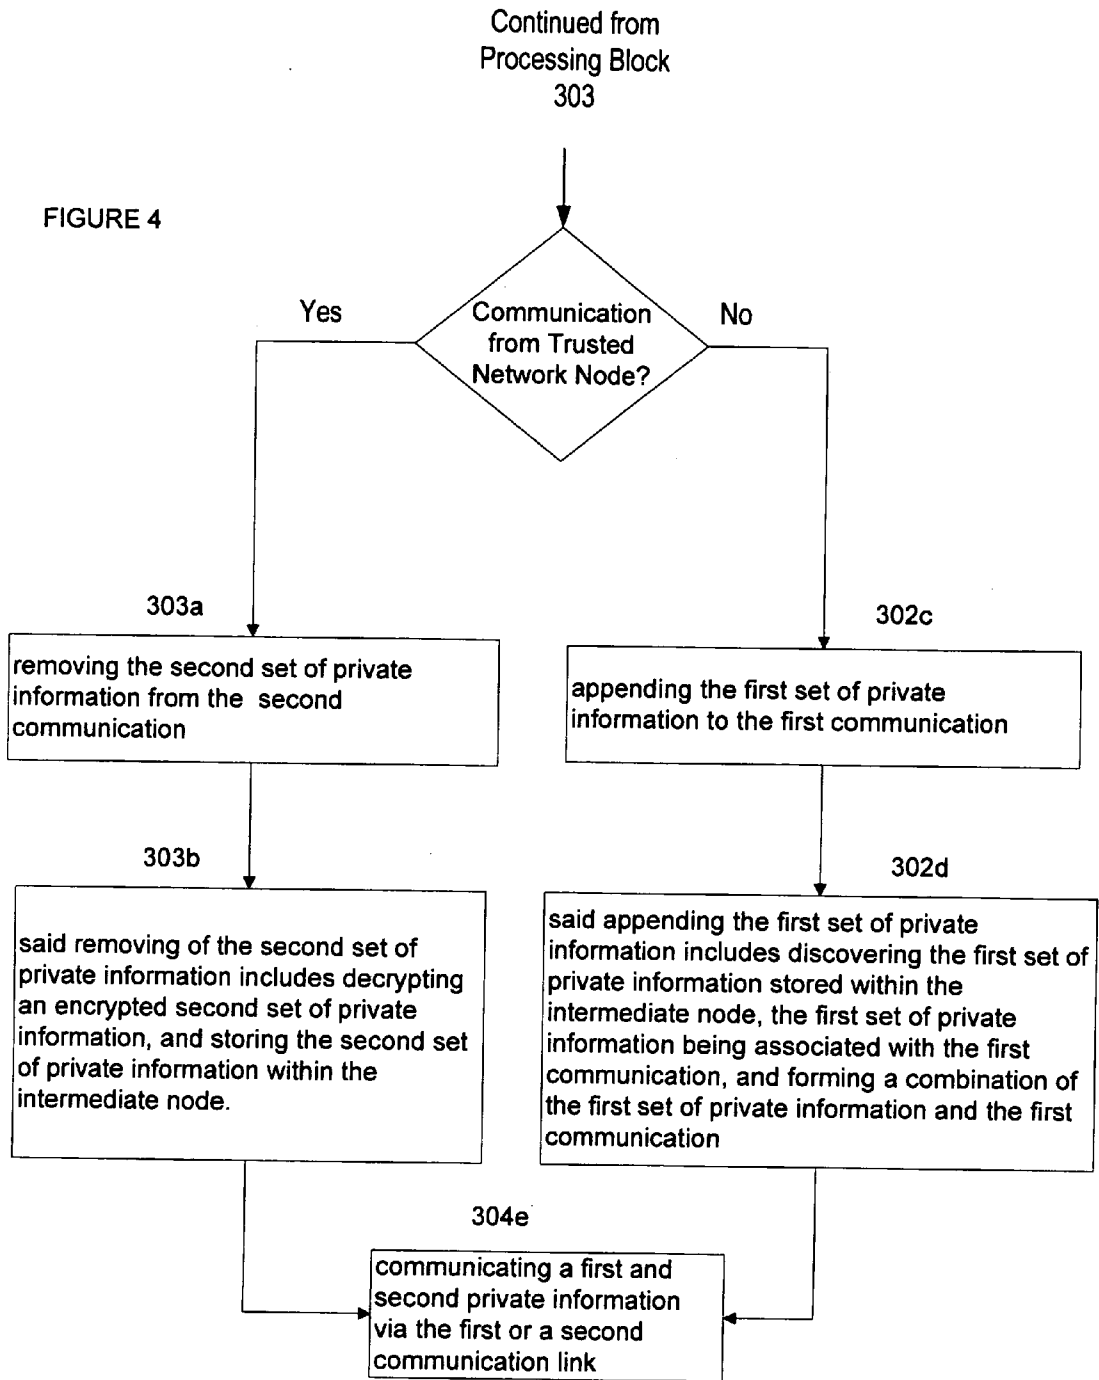 Continued from
Processing Block
303
FIGURE 4
Yes
Communication
from Trusted
Network Node?
No
303a
removing the second set of private
information from the second
communication
302c
appending the first set of private
information to the first communication
303b
said removing of the second set of
private information includes decrypting
an encrypted second set of private
information, and storing the second set
of private information within the
intermediate node.
302d
said appending the first set of private
information includes discovering the first set of
private information stored within the
intermediate node, the first set of private
information being associated with the first
communication, and forming a combination of
the first set of private information and the first
communication
304e
communicating a first and
second private information
via the first or a second
communication link